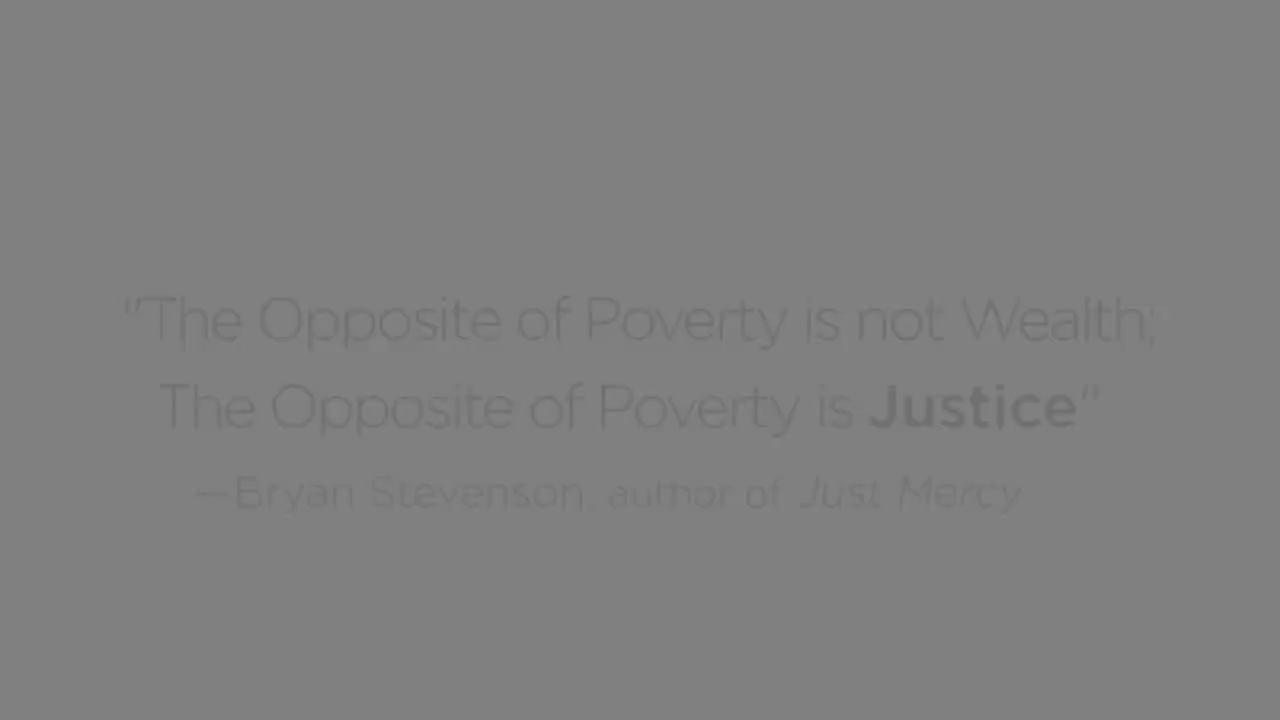 "The Opposite of Poverty is not Wealth;
The Opposite of Poverty is Justice"
—Bryan Stevenson, author of Just Mercy